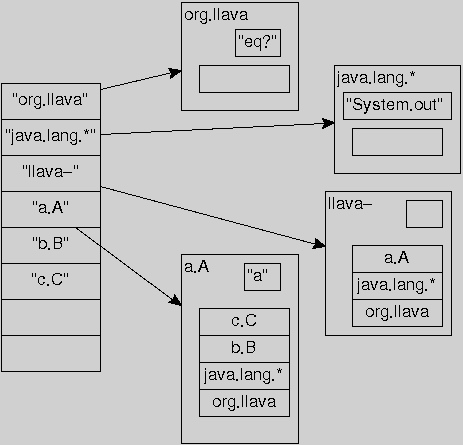 org.llava
"eq?"
java.lang.*
"System.out"
"org.llava"
"java.lang.*"
"llava-"
"a.A"
"b.B"
"c.C"
llava-
a.A
java.lang.*
org.llava
a.A
"a"
c.C
b.B
java.lang.*
org.llava